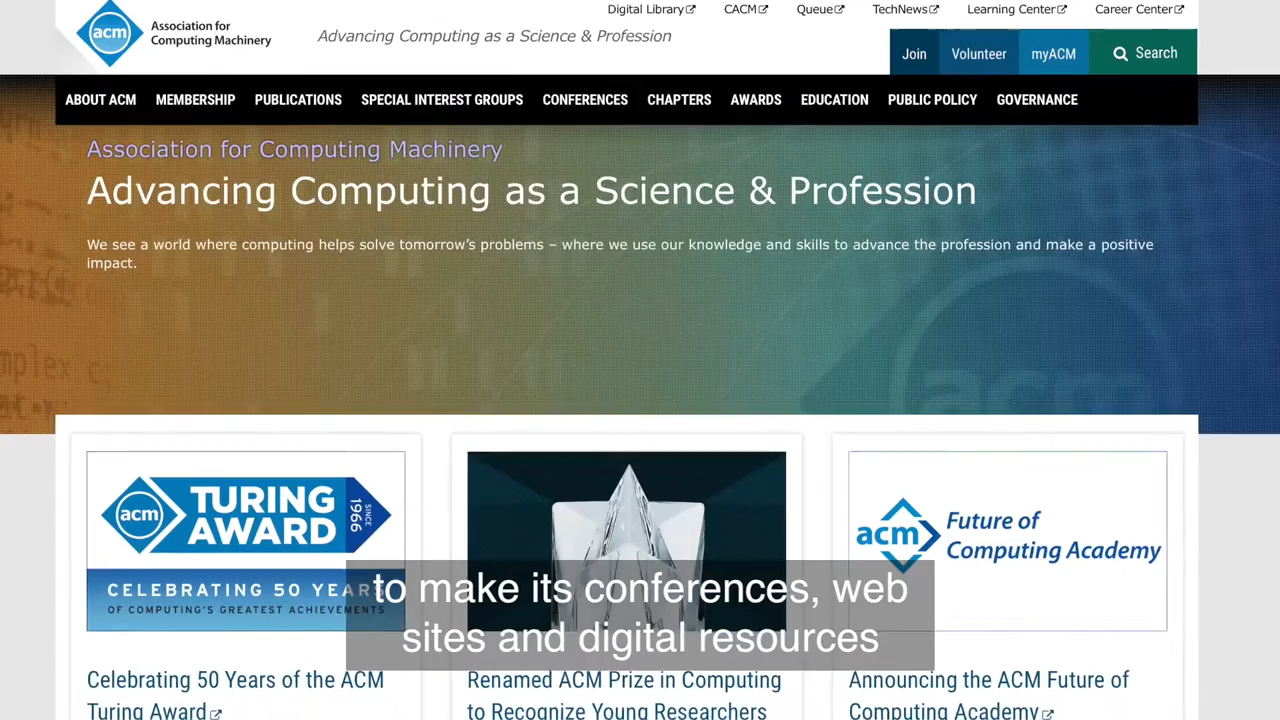 Digital Library
CACM
Queue
TechNews
Learning Center
Career Center
acm
Association for
Computing Machinery
Advancing Computing as a Science & Profession
Join
Volunteer
myACM
Search
ABOUT ACM
MEMBERSHIP
PUBLICATIONS
SPECIAL INTEREST GROUPS
CONFERENCES
CHAPTERS
AWARDS
EDUCATION
PUBLIC POLICY
GOVERNANCE
Association for Computing Machinery
Advancing Computing as a Science & Profession
We see a world where computing helps solve tomorrow’s problems – where we use our knowledge and skills to advance the profession and make a positive
impact.
acm
acm
TURING
AWARD
SINCE
1966
CELEBRATING 50 YEARS
OF COMPUTING'S GREATEST ACHIEVEMENTS
acm
Future of
Computing Academy
to make its conferences, web
sites and digital resources
Celebrating 50 Years of the ACM
Turing Award
Renamed ACM Prize in Computing
to Recognize Young Researchers
Announcing the ACM Future of
Computing Academy